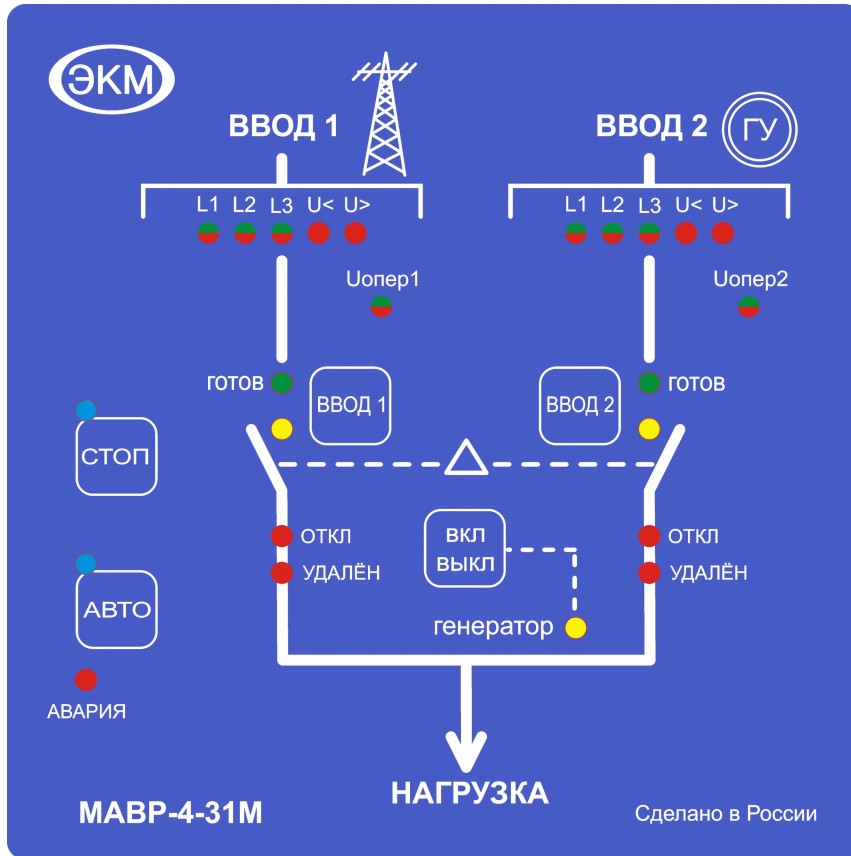 ЭКМ
ВВОД 1
ВВОД 2
ГУ
L1 L2 L3 U< U>
L1 L2 L3 U< U>
Uопер1
Uопер2
готов
ВВОД 1
ВВОД 2
готов
СТОП
ОТКЛ
УДАЛЁН
ВКЛ
ВЫКЛ
ОТКЛ
УДАЛЁН
АВТО
генератор
АВАРИЯ
НАГРУЗКА
МАВР-4-31М
Сделано в России